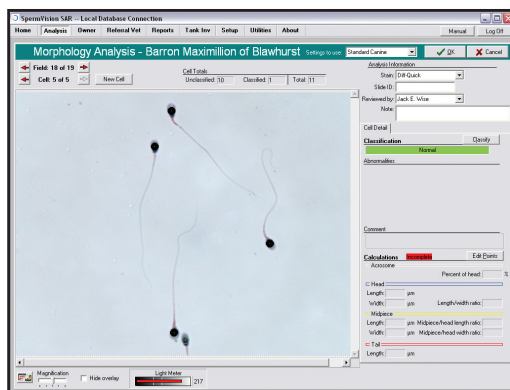 SpermVision SAR -- Local Database Connection
Home Analysis Owner Referral Vet Reports Tank Inv Setup Utilities About Manual Log Off
Morphology Analysis - Barron Maximillion of Blawhurst Settings to use: Standard Canine OK Cancel
Field: 18 of 19
Cell: 5 of 5 New Cell
Cell Totals
Unclassified: 10 Classified: 1 Total: 11
Analysis Information
Stain: Diff-Quick
Slide ID:
Reviewed by: Jack E. Wise
Note:
Cell Detail
Classification Classify
Normal
Abnormalities
Comment
Calculations Incomplete Edit Points
Acrosome
Percent of head: %
Head
Length: µm
Width: µm Length/width ratio:
Midpiece
Length: µm Midpiece/head length ratio:
Width: µm Midpiece/head width ratio:
Tail
Length: µm
Magnification Hide overlay Light Meter 217